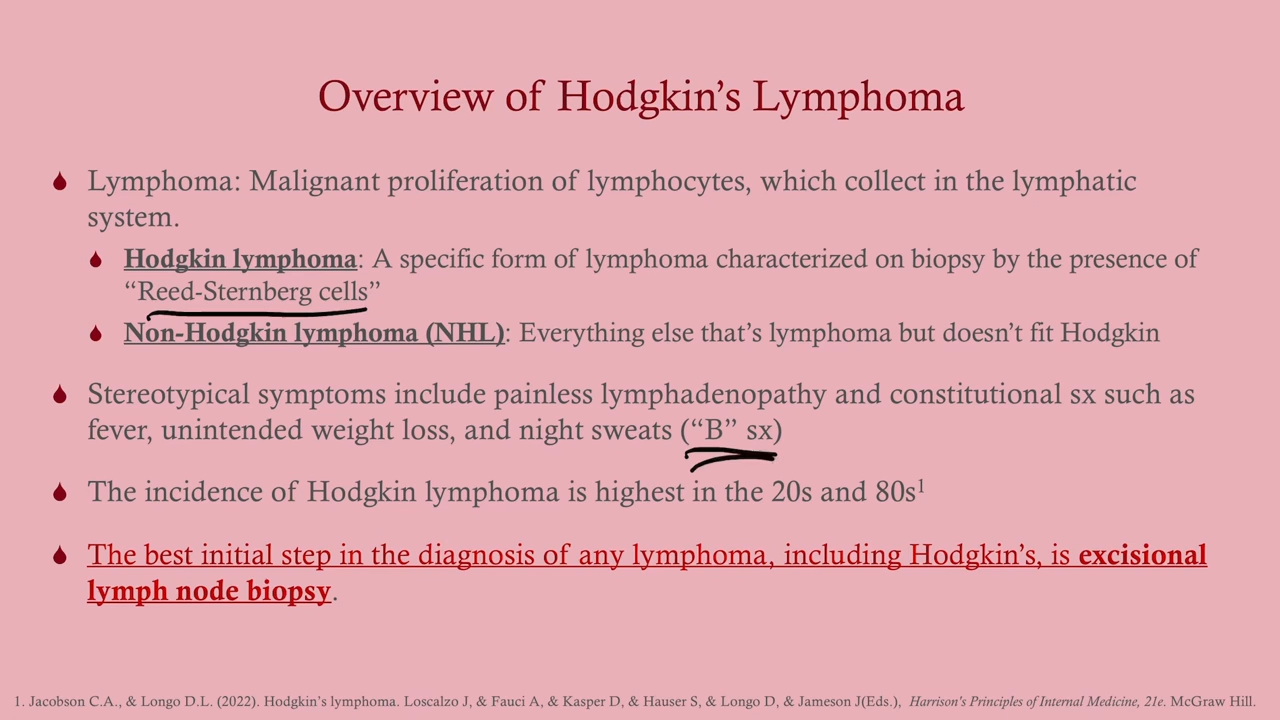 Overview of Hodgkin’s Lymphoma
Lymphoma: Malignant proliferation of lymphocytes, which collect in the lymphatic
system.
Hodgkin lymphoma: A specific form of lymphoma characterized on biopsy by the presence of
“Reed-Sternberg cells”
Non-Hodgkin lymphoma (NHL): Everything else that’s lymphoma but doesn’t fit Hodgkin
Stereotypical symptoms include painless lymphadenopathy and constitutional sx such as
fever, unintended weight loss, and night sweats (“B” sx)
The incidence of Hodgkin lymphoma is highest in the 20s and 80s¹
The best initial step in the diagnosis of any lymphoma, including Hodgkin’s, is excisional
lymph node biopsy.
1. Jacobson C.A., & Longo D.L. (2022). Hodgkin’s lymphoma. Loscalzo J, & Fauci A, & Kasper D, & Hauser S, & Longo D, & Jameson J(Eds.), Harrison’s Principles of Internal Medicine, 21e. McGraw Hill.